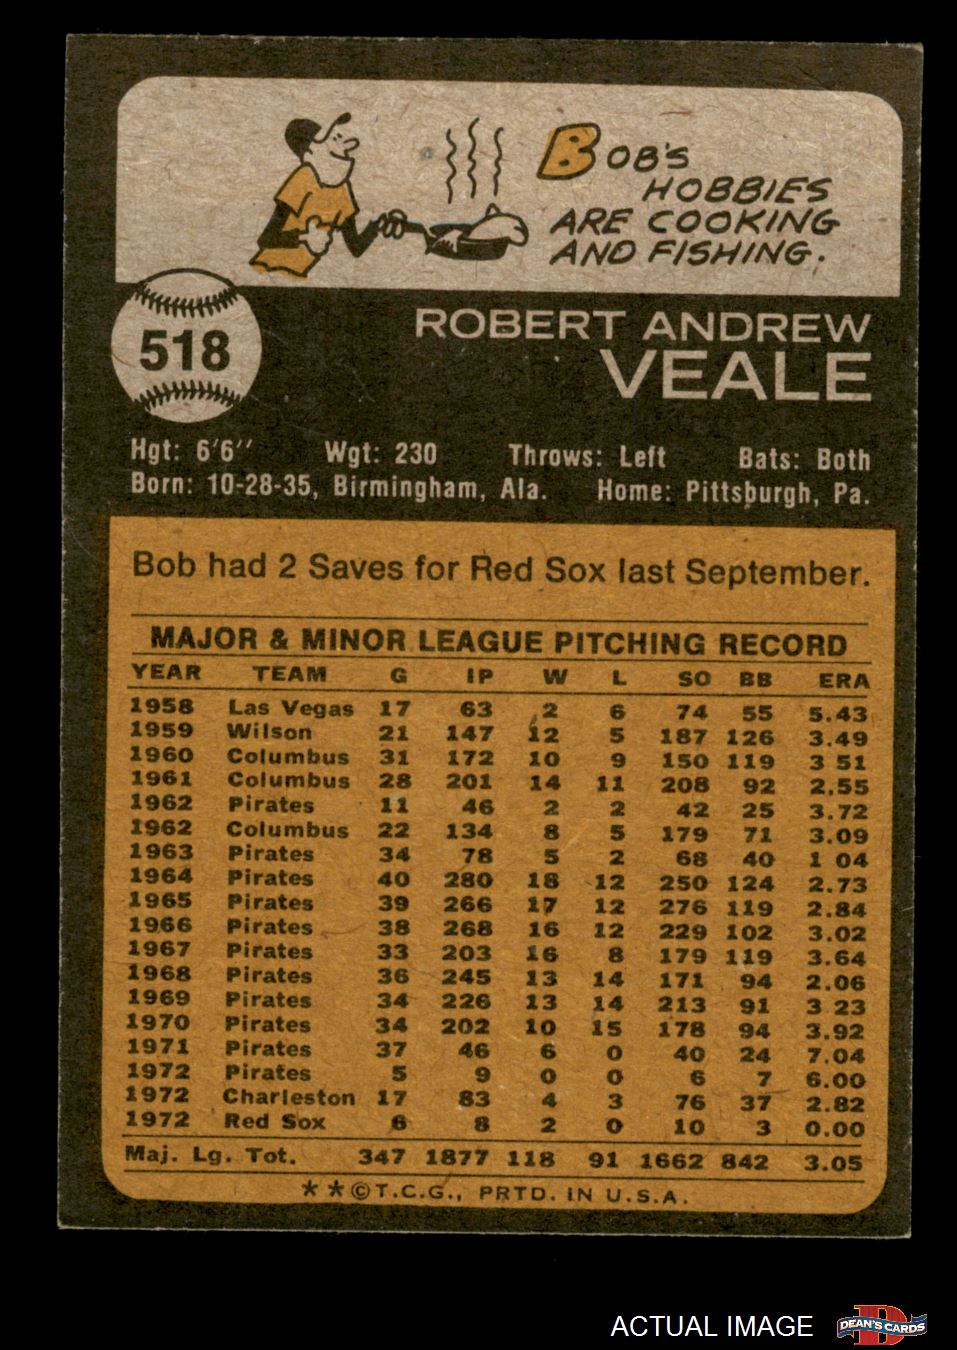 BOB'S
HOBBIES
ARE COOKING
AND FISHING.
518
ROBERT ANDREW
VEALE
Hgt: 6'6'' Wgt: 230 Throws: Left Bats: Both
Born: 10-28-35, Birmingham, Ala. Home: Pittsburgh, Pa.
Bob had 2 Saves for Red Sox last September.
MAJOR & MINOR LEAGUE PITCHING RECORD
YEAR TEAM G IP W L SO BB ERA
1958 Las Vegas 17 63 2 6 74 55 5.43
1959 Wilson 21 147 12 5 187 126 3.49
1960 Columbus 31 172 10 9 150 119 3 51
1961 Columbus 28 201 14 11 208 92 2.55
1962 Pirates 11 46 2 2 42 25 3.72
1962 Columbus 22 134 8 5 179 71 3.09
1963 Pirates 34 78 5 2 68 40 1 04
1964 Pirates 40 280 18 12 250 124 2.73
1965 Pirates 39 266 17 12 276 119 2.84
1966 Pirates 38 268 16 12 229 102 3.02
1967 Pirates 33 203 16 8 179 119 3.64
1968 Pirates 36 245 13 14 171 94 2.06
1969 Pirates 34 226 13 14 213 91 3 23
1970 Pirates 34 202 10 15 178 94 3.92
1971 Pirates 37 46 6 0 40 24 7.04
1972 Pirates 5 9 0 0 6 7 6.00
1972 Charleston 17 83 4 3 76 37 2.82
1972 Red Sox 6 8 2 0 10 3 0.00
Maj. Lg. Tot. 347 1877 118 91 1662 842 3.05
★★©T.C.G., PRTD. IN U.S.A.
ACTUAL IMAGE
D
DEAN'S CARDS